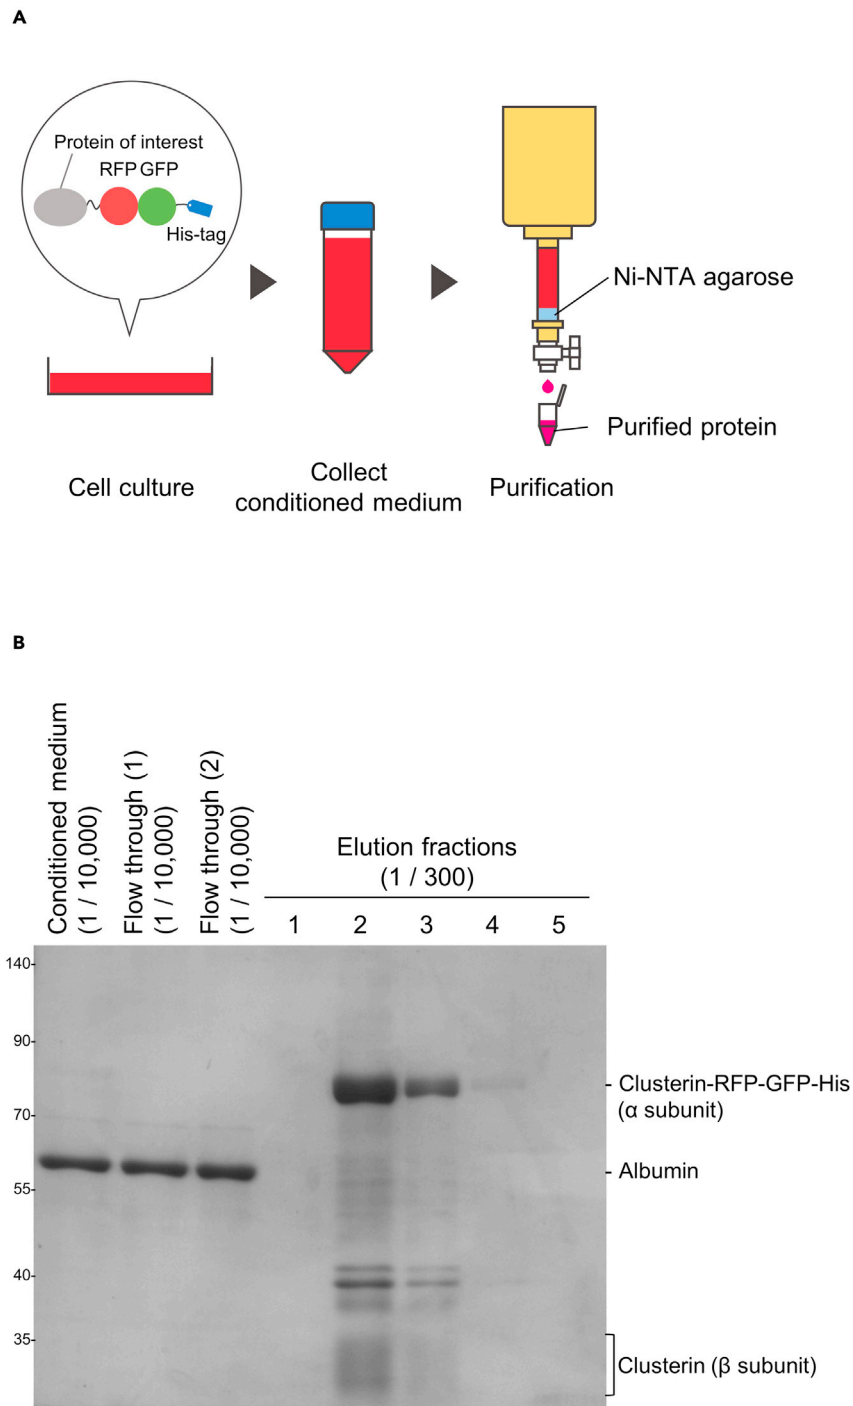 A
Protein of interest
RFP GFP
His-tag
Ni-NTA agarose
Purified protein
Cell culture
Collect
conditioned medium
Purification
B
Conditioned medium
(1 / 10,000)
Flow through (1)
(1 / 10,000)
Flow through (2)
(1 / 10,000)
Elution fractions
(1 / 300)
1 2 3 4 5
140-
90-
Clusterin-RFP-GFP-His
(α subunit)
70-
Albumin
55-
40-
35-
Clusterin (β subunit)